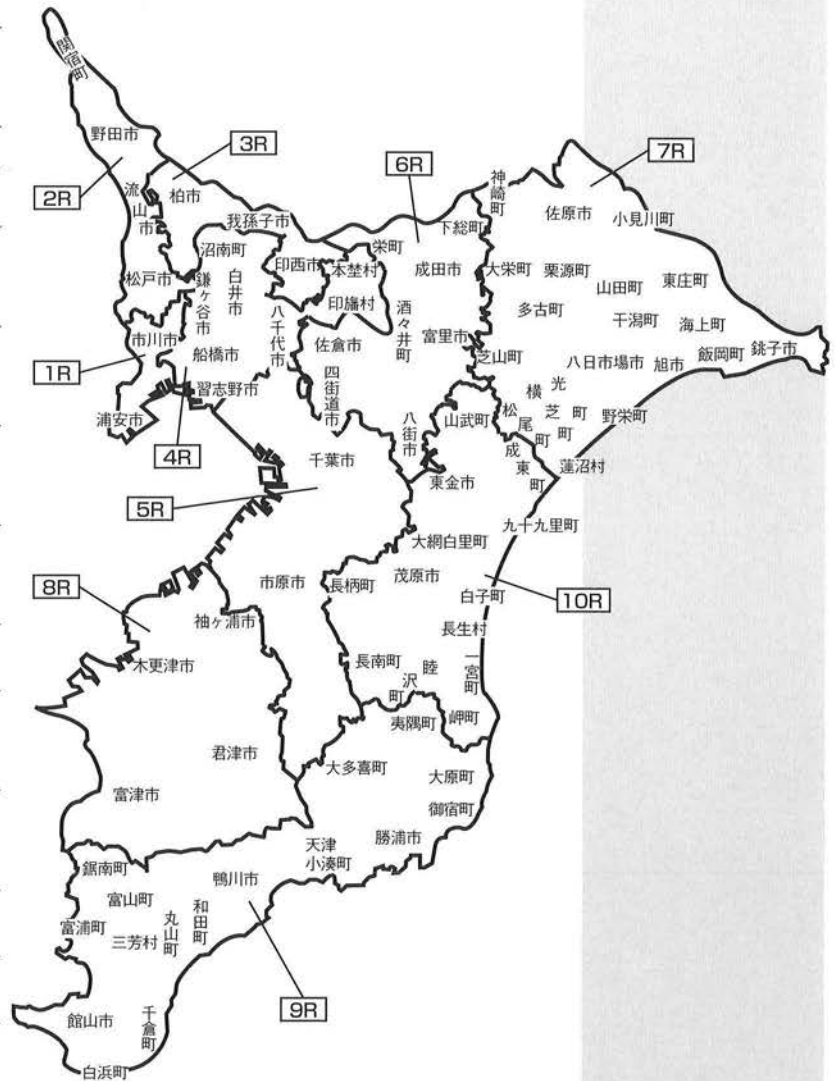 関宿町
野田市
3R
2R
流山市
柏市
我孫子市
沼南町
松戸市
鎌ヶ谷市
白井市
印西市
本埜村
栄町
6R
下総町
神崎町
7R
佐原市
小見川町
成田市
大栄町
栗源町
山田町
東庄町
印旛村
酒々井町
多古町
干潟町
海上町
市川市
八千代市
佐倉市
富里市
芝山町
八日市場市
旭市
飯岡町
銚子市
1R
船橋市
習志野市
四街道市
浦安市
4R
八街市
山武町
松尾町
横芝町
光町
野栄町
成東町
蓮沼村
千葉市
5R
東金市
九十九里町
大網白里町
8R
市原市
長柄町
茂原市
白子町
10R
袖ヶ浦市
長生村
木更津市
長南町
睦沢町
一宮町
岬町
夷隅町
君津市
大多喜町
大原町
富津市
御宿町
勝浦市
天津小湊町
鋸南町
鴨川市
富山町
富浦町
三芳村
丸山町
和田町
9R
館山市
千倉町
白浜町